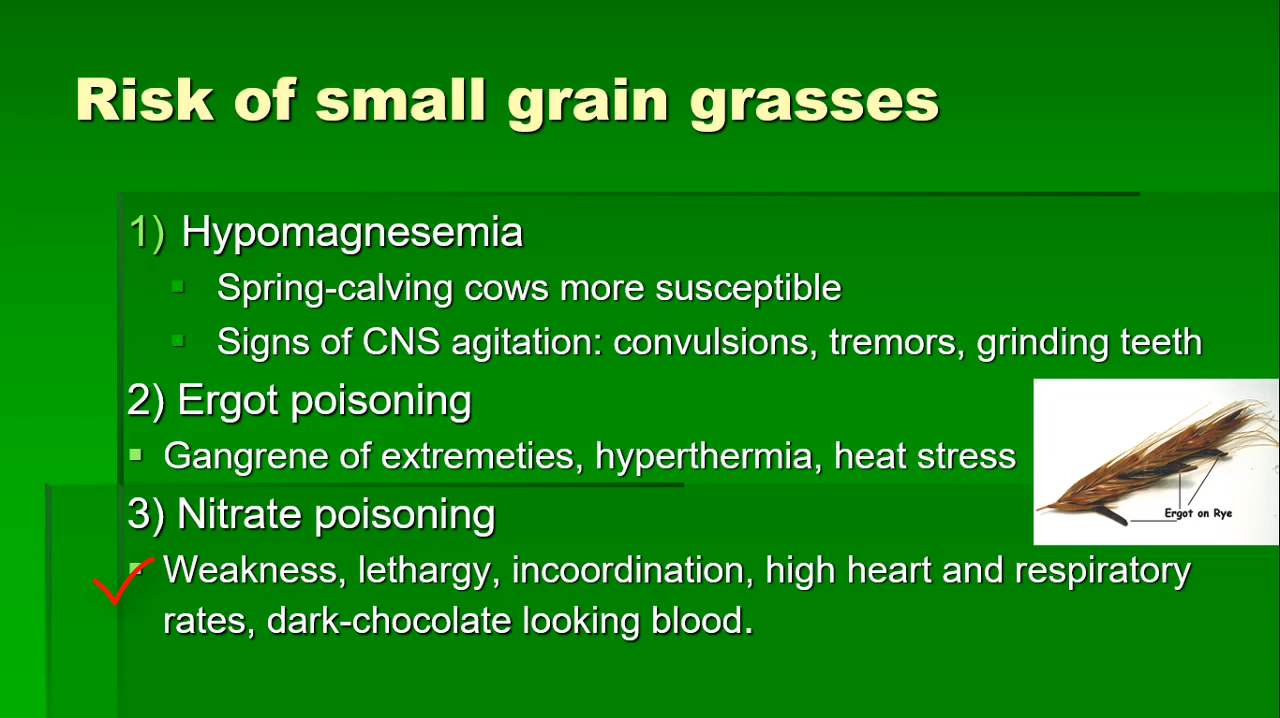 Risk of small grain grasses
1) Hypomagnesemia
Spring-calving cows more susceptible
Signs of CNS agitation: convulsions, tremors, grinding teeth
2) Ergot poisoning
Gangrene of extremeties, hyperthermia, heat stress
Ergot on Rye
3) Nitrate poisoning
Weakness, lethargy, incoordination, high heart and respiratory
rates, dark-chocolate looking blood.